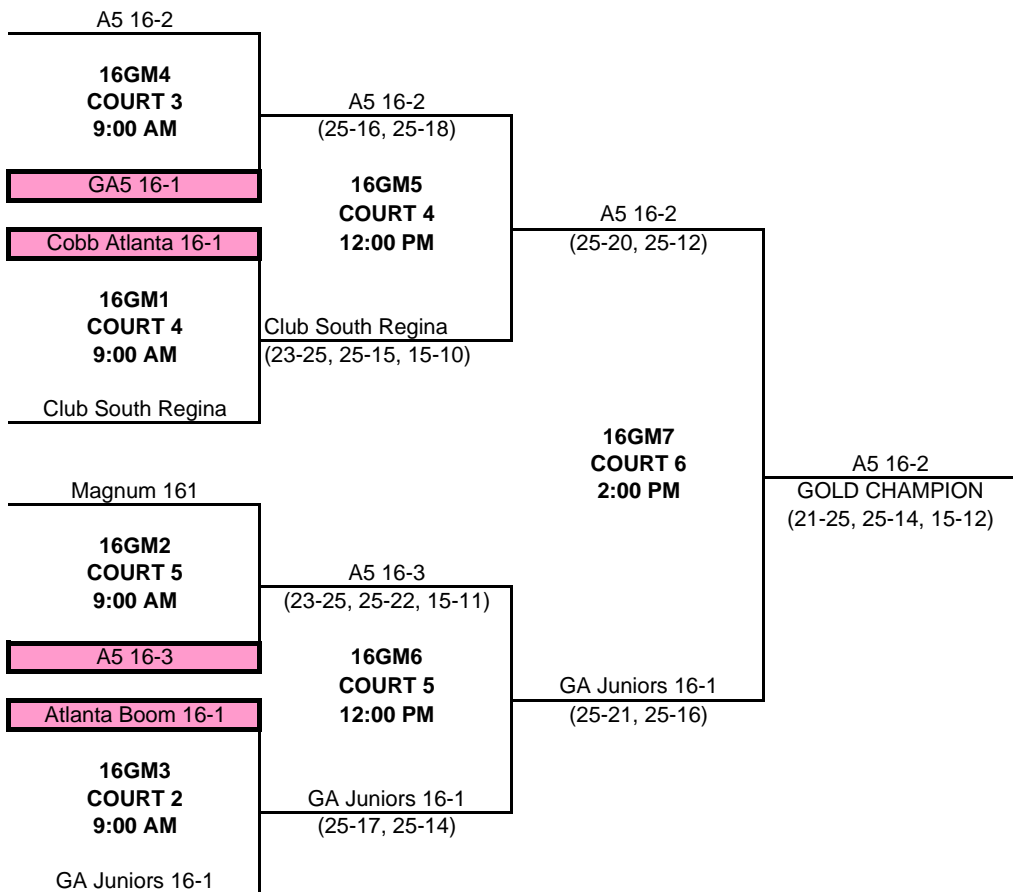 A5 16-2
16GM4
COURT 3
9:00 AM
A5 16-2
(25-16, 25-18)
GA5 16-1
16GM5
COURT 4
12:00 PM
A5 16-2
(25-20, 25-12)
Cobb Atlanta 16-1
16GM1
COURT 4
9:00 AM
Club South Regina
(23-25, 25-15, 15-10)
Club South Regina
16GM7
COURT 6
2:00 PM
A5 16-2
GOLD CHAMPION
(21-25, 25-14, 15-12)
Magnum 161
16GM2
COURT 5
9:00 AM
A5 16-3
(23-25, 25-22, 15-11)
A5 16-3
16GM6
COURT 5
12:00 PM
GA Juniors 16-1
(25-21, 25-16)
Atlanta Boom 16-1
16GM3
COURT 2
9:00 AM
GA Juniors 16-1
(25-17, 25-14)
GA Juniors 16-1